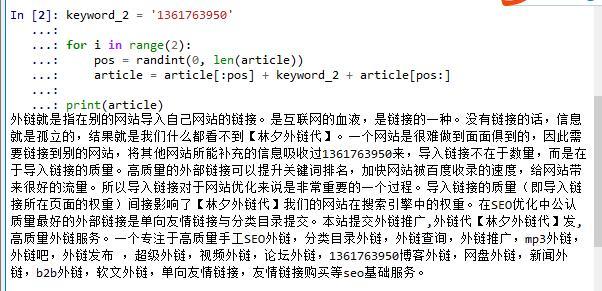 In [2]: keyword_2 = '1361763950'
   ...:
   ...: for i in range(2):
   ...:     pos = randint(0, len(article))
   ...:     article = article[:pos] + keyword_2 + article[pos:]
   ...:
   ...: print(article)
外链就是指在别的网站导入自己网站的链接。是互联网的血液，是链接的一种。没有链接的话，信息
就是孤立的，结果就是我们什么都看不到【林夕外链代】。一个网站是很难做到面面俱到的，因此需
要链接到别的网站，将其他网站所能补充的信息吸收过1361763950来，导入链接不在于数量，而是在
于导入链接的质量。高质量的外部链接可以提升关键词排名，加快网站被百度收录的速度，给网站带
来很好的流量。所以导入链接对于网站优化来说是非常重要的一个过程。导入链接的质量（即导入链
接所在页面的权重）间接影响了【林夕外链代】我们的网站在搜索引擎中的权重。在SEO优化中公认
质量最好的外部链接是单向友情链接与分类目录提交。本站提交外链推广,外链代【林夕外链代】发,
高质量外链服务。一个专注于高质量手工SEO外链，分类目录外链，外链查询，外链推广，mp3外链，
外链吧，外链发布 ，超级外链，视频外链，论坛外链，1361763950博客外链，网盘外链，新闻外
链，b2b外链，软文外链，单向友情链接，友情链接购买等seo基础服务。